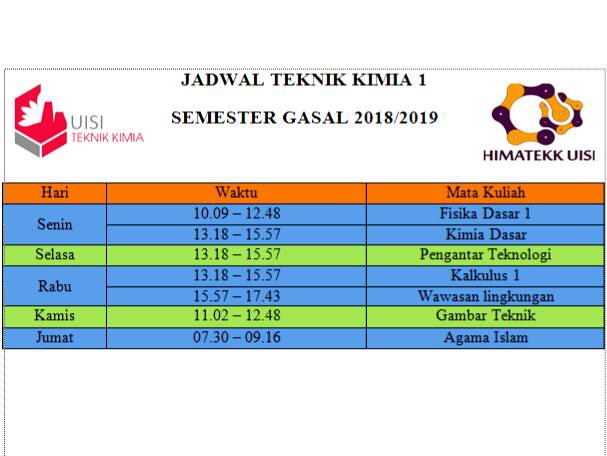 JADWAL TEKNIK KIMIA 1
SEMESTER GASAL 2018/2019
UISI
TEKNIK KIMIA
HIMATEKK UISI
Hari Waktu Mata Kuliah
Senin 10.09 – 12.48 Fisika Dasar 1
13.18 – 15.57 Kimia Dasar
Selasa 13.18 – 15.57 Pengantar Teknologi
Rabu 13.18 – 15.57 Kalkulus 1
15.57 – 17.43 Wawasan lingkungan
Kamis 11.02 – 12.48 Gambar Teknik
Jumat 07.30 – 09.16 Agama Islam